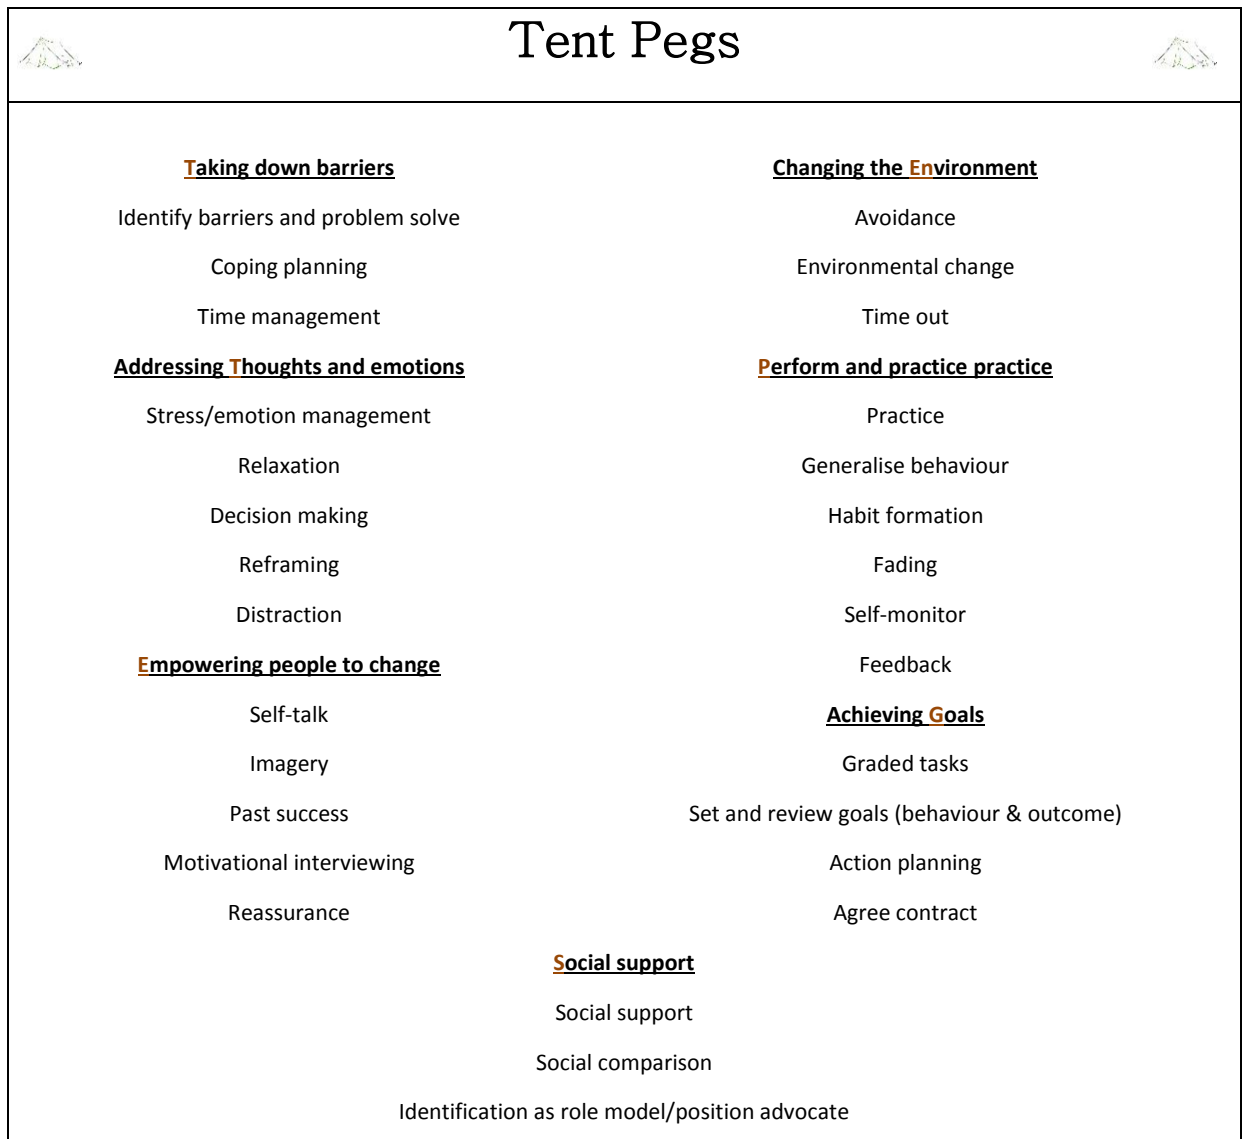 Tent Pegs
Taking down barriers
Identify barriers and problem solve
Coping planning
Time management
Addressing Thoughts and emotions
Stress/emotion management
Relaxation
Decision making
Reframing
Distraction
Empowering people to change
Self-talk
Imagery
Past success
Motivational interviewing
Reassurance
Changing the Environment
Avoidance
Environmental change
Time out
Perform and practice practice
Practice
Generalise behaviour
Habit formation
Fading
Self-monitor
Feedback
Achieving Goals
Graded tasks
Set and review goals (behaviour & outcome)
Action planning
Agree contract
Social support
Social support
Social comparison
Identification as role model/position advocate